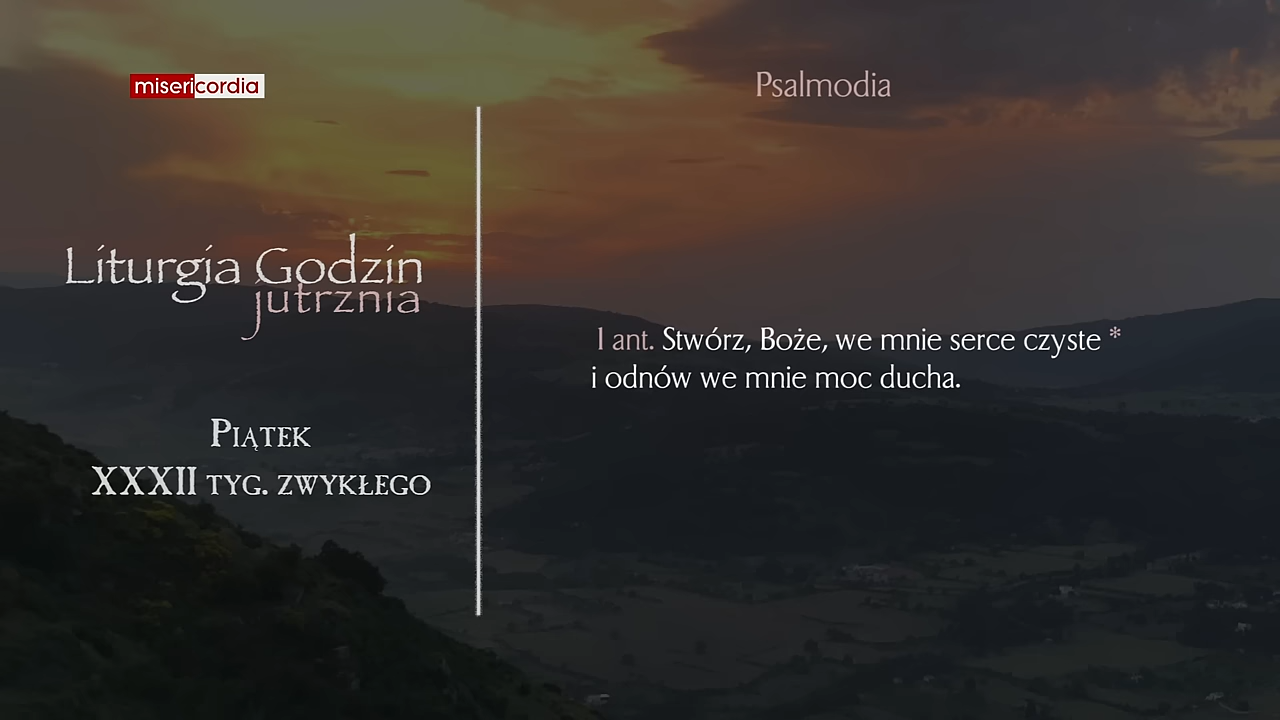 misericordia
Psalmodia
Liturgia Godzin
jutrznia
1 ant. Stwórz, Boże, we mnie serce czyste *
i odnów we mnie moc ducha.
Piątek
XXXII tyg. zwykłego